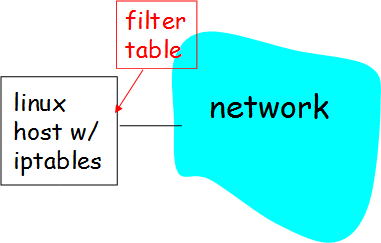 filter
table
linux
host w/
iptables
network